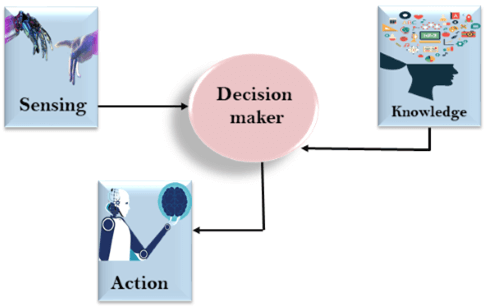 Sensing
Decision
maker
Knowledge
Action